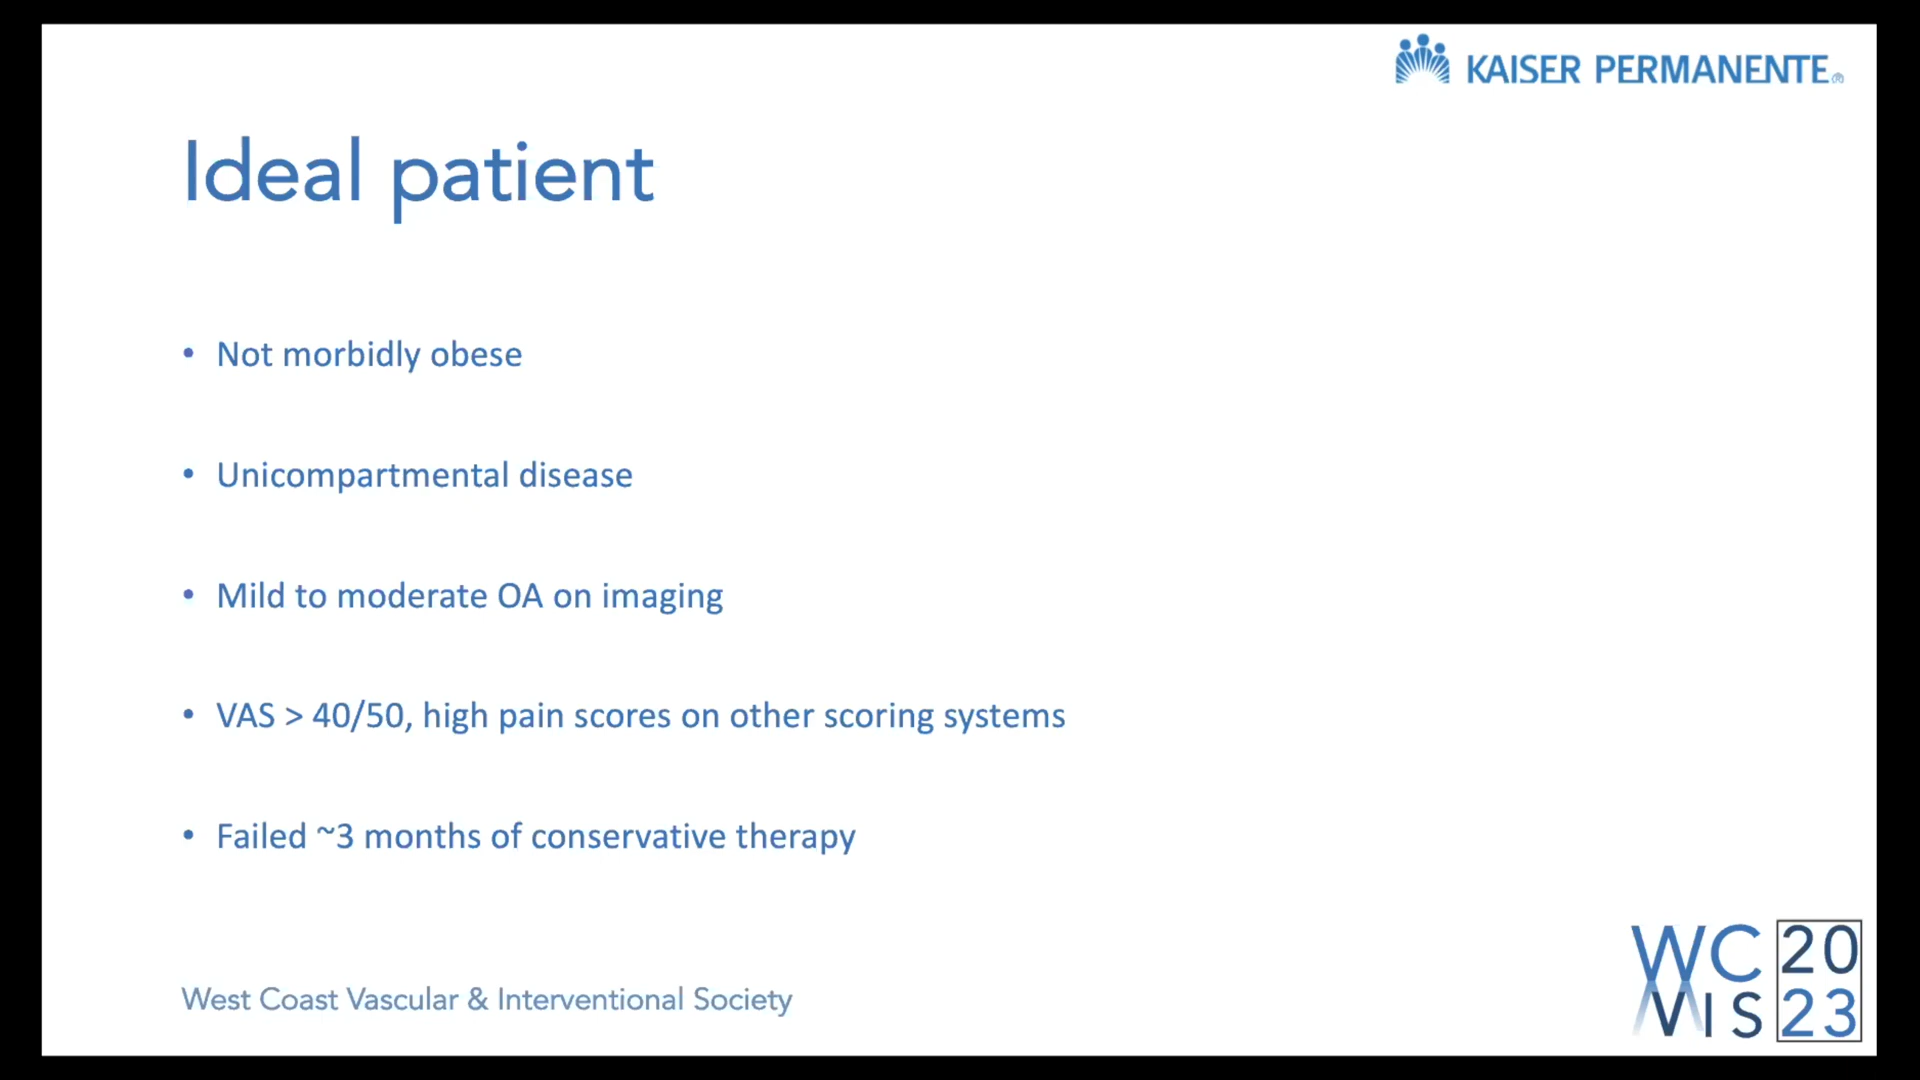 KAISER PERMANENTE®
Ideal patient
• Not morbidly obese
• Unicompartmental disease
• Mild to moderate OA on imaging
• VAS > 40/50, high pain scores on other scoring systems
• Failed ~3 months of conservative therapy
West Coast Vascular & Interventional Society
WC 20
VIS 23